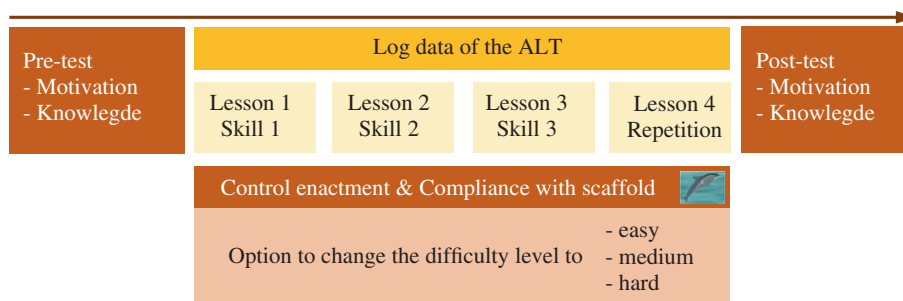 Pre-test
- Motivation
- Knowlegde
Log data of the ALT
Lesson 1
Skill 1
Lesson 2
Skill 2
Lesson 3
Skill 3
Lesson 4
Repetition
Post-test
- Motivation
- Knowlegde
Control enactment & Compliance with scaffold
Option to change the difficulty level to
- easy
- medium
- hard